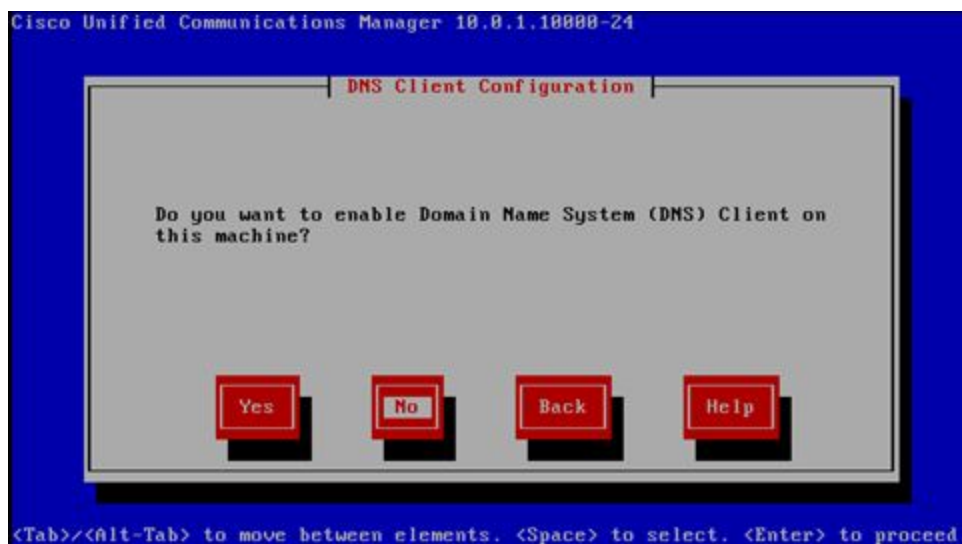 Cisco Unified Communications Manager 10.0.1.10000-24
DNS Client Configuration
Do you want to enable Domain Name System (DNS) Client on
this machine?
Yes No Back Help
<Tab>/<Alt-Tab> to move between elements. <Space> to select. <Enter> to proceed